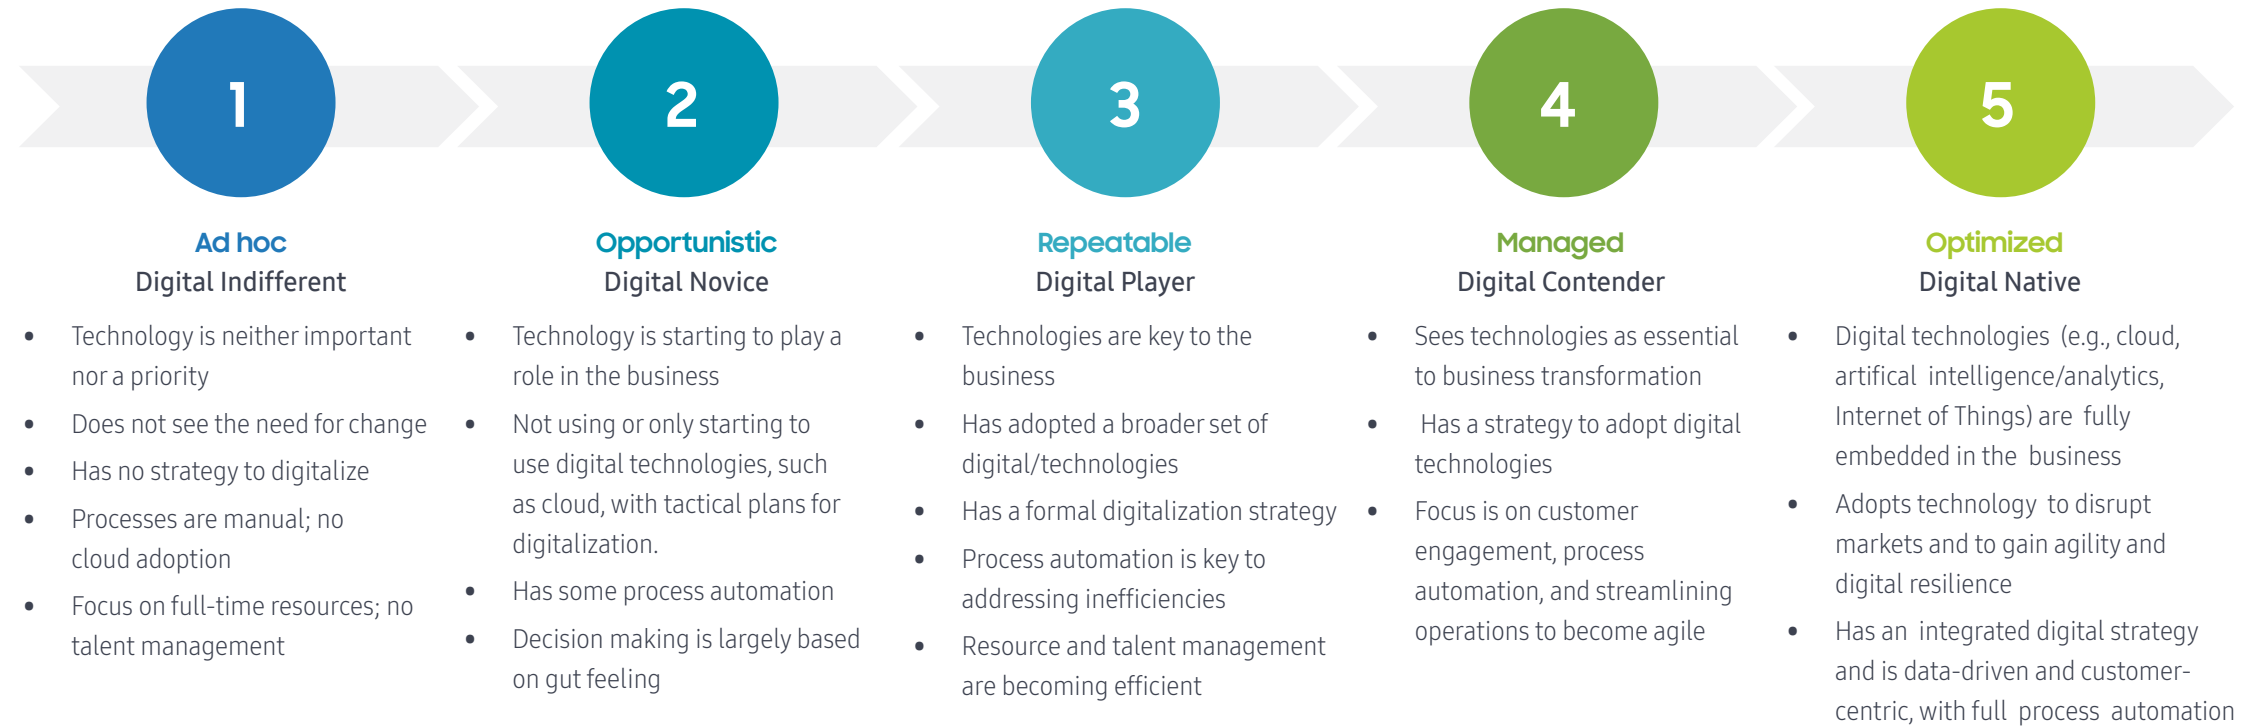 1
Ad hoc
Digital Indifferent
• Technology is neither important
nor a priority
• Does not see the need for change
• Has no strategy to digitalize
• Processes are manual; no
cloud adoption
• Focus on full-time resources; no
talent management
2
Opportunistic
Digital Novice
• Technology is starting to play a
role in the business
• Not using or only starting to
use digital technologies, such
as cloud, with tactical plans for
digitalization.
• Has some process automation
• Decision making is largely based
on gut feeling
3
Repeatable
Digital Player
• Technologies are key to the
business
• Has adopted a broader set of
digital/technologies
• Has a formal digitalization strategy
• Process automation is key to
addressing inefficiencies
• Resource and talent management
are becoming efficient
4
Managed
Digital Contender
• Sees technologies as essential
to business transformation
• Has a strategy to adopt digital
technologies
• Focus is on customer
engagement, process
automation, and streamlining
operations to become agile
5
Optimized
Digital Native
• Digital technologies (e.g., cloud,
artifical intelligence/analytics,
Internet of Things) are fully
embedded in the business
• Adopts technology to disrupt
markets and to gain agility and
digital resilience
• Has an integrated digital strategy
and is data-driven and customer-
centric, with full process automation